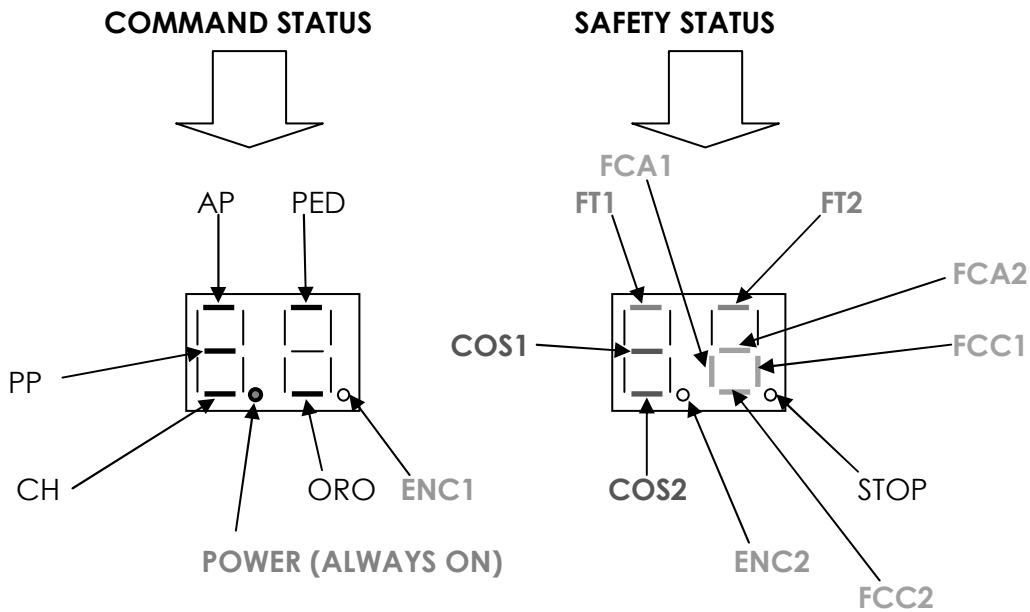 COMMAND STATUS
SAFETY STATUS
FCA1
AP
PED
FT1
FT2
FCA2
COS1
FCC1
PP
CH
ORO
ENC1
COS2
STOP
POWER (ALWAYS ON)
ENC2
FCC2